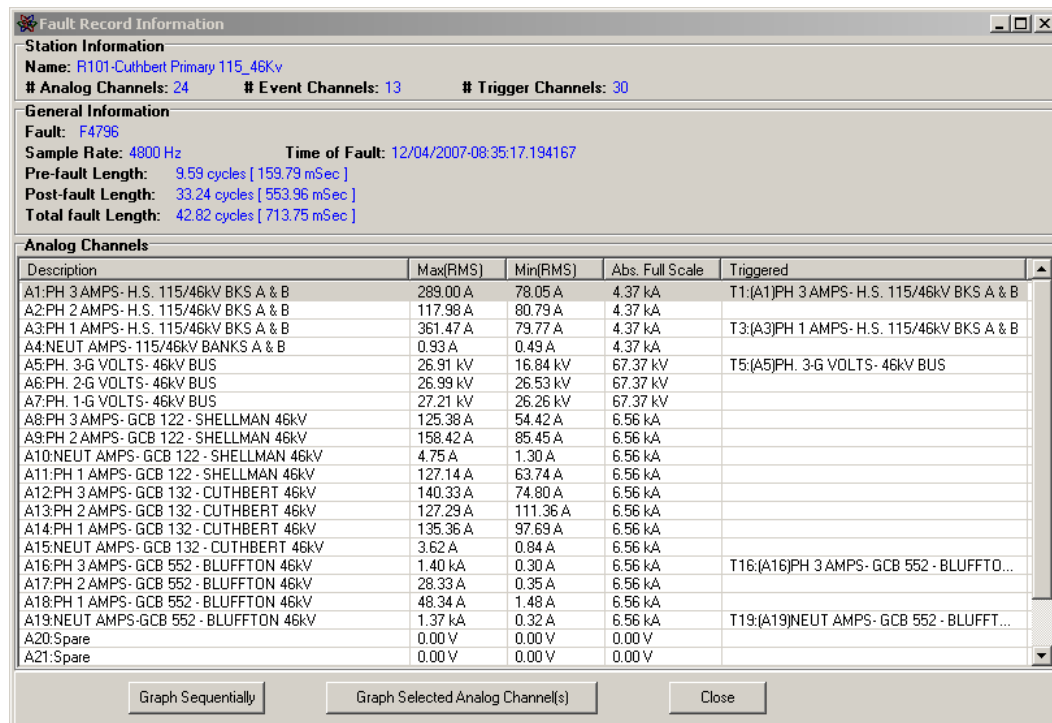 Fault Record Information
Station Information
Name: R101-Cuthbert Primary 115_46Kv
# Analog Channels: 24 # Event Channels: 13 # Trigger Channels: 30
General Information
Fault: F4796
Sample Rate: 4800 Hz Time of Fault: 12/04/2007-08:35:17.194167
Pre-fault Length: 9.59 cycles [ 159.79 mSec ]
Post-fault Length: 33.24 cycles [ 553.96 mSec ]
Total fault Length: 42.82 cycles [ 713.75 mSec ]
Analog Channels
Description Max(RMS) Min(RMS) Abs. Full Scale Triggered
A1:PH 3 AMPS- H.S. 115/46kV BKS A & B 289.00 A 78.05 A 4.37 kA T1:(A1)PH 3 AMPS- H.S. 115/46kV BKS A & B
A2:PH 2 AMPS- H.S. 115/46kV BKS A & B 117.98 A 80.79 A 4.37 kA
A3:PH 1 AMPS- H.S. 115/46kV BKS A & B 361.47 A 79.77 A 4.37 kA T3:(A3)PH 1 AMPS- H.S. 115/46kV BKS A & B
A4:NEUT AMPS- 115/46kV BANKS A & B 0.93 A 0.49 A 4.37 kA
A5:PH. 3-G VOLTS- 46kV BUS 26.91 kV 16.84 kV 67.37 kV T5:(A5)PH. 3-G VOLTS- 46kV BUS
A6:PH. 2-G VOLTS- 46kV BUS 26.99 kV 26.53 kV 67.37 kV
A7:PH. 1-G VOLTS- 46kV BUS 27.21 kV 26.26 kV 67.37 kV
A8:PH 3 AMPS- GCB 122 - SHELLMAN 46kV 125.38 A 54.42 A 6.56 kA
A9:PH 2 AMPS- GCB 122 - SHELLMAN 46kV 158.42 A 85.45 A 6.56 kA
A10:NEUT AMPS- GCB 122 - SHELLMAN 46kV 4.75 A 1.30 A 6.56 kA
A11:PH 1 AMPS- GCB 122 - SHELLMAN 46kV 127.14 A 63.74 A 6.56 kA
A12:PH 3 AMPS- GCB 132 - CUTHBERT 46kV 140.33 A 74.80 A 6.56 kA
A13:PH 2 AMPS- GCB 132 - CUTHBERT 46kV 127.29 A 111.36 A 6.56 kA
A14:PH 1 AMPS- GCB 132 - CUTHBERT 46kV 135.36 A 97.69 A 6.56 kA
A15:NEUT AMPS- GCB 132 - CUTHBERT 46kV 3.62 A 0.84 A 6.56 kA
A16:PH 3 AMPS- GCB 552 - BLUFFTON 46kV 1.40 kA 0.30 A 6.56 kA T16:(A16)PH 3 AMPS- GCB 552 - BLUFFTO...
A17:PH 2 AMPS- GCB 552 - BLUFFTON 46kV 28.33 A 0.35 A 6.56 kA
A18:PH 1 AMPS- GCB 552 - BLUFFTON 46kV 48.34 A 1.48 A 6.56 kA
A19:NEUT AMPS-GCB 552 - BLUFFTON 46kV 1.37 kA 0.32 A 6.56 kA T19:(A19)NEUT AMPS- GCB 552 - BLUFFT...
A20:Spare 0.00 V 0.00 V 0.00 V
A21:Spare 0.00 V 0.00 V 0.00 V
Graph Sequentially Graph Selected Analog Channel(s) Close